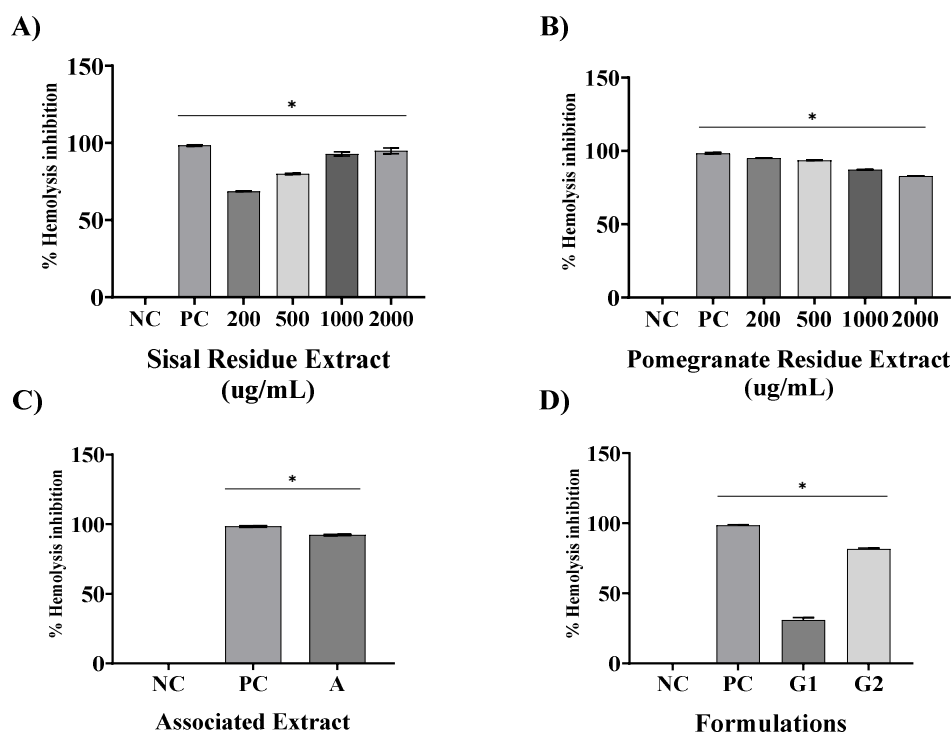 A)
% Hemolysis inhibition
150
100
50
0
*
NC PC 200 500 1000 2000
Sisal Residue Extract
(ug/mL)
B)
% Hemolysis inhibition
150
100
50
0
*
NC PC 200 500 1000 2000
Pomegranate Residue Extract
(ug/mL)
C)
% Hemolysis inhibition
150
100
50
0
*
NC PC A
Associated Extract
D)
% Hemolysis inhibition
150
100
50
0
*
NC PC G1 G2
Formulations